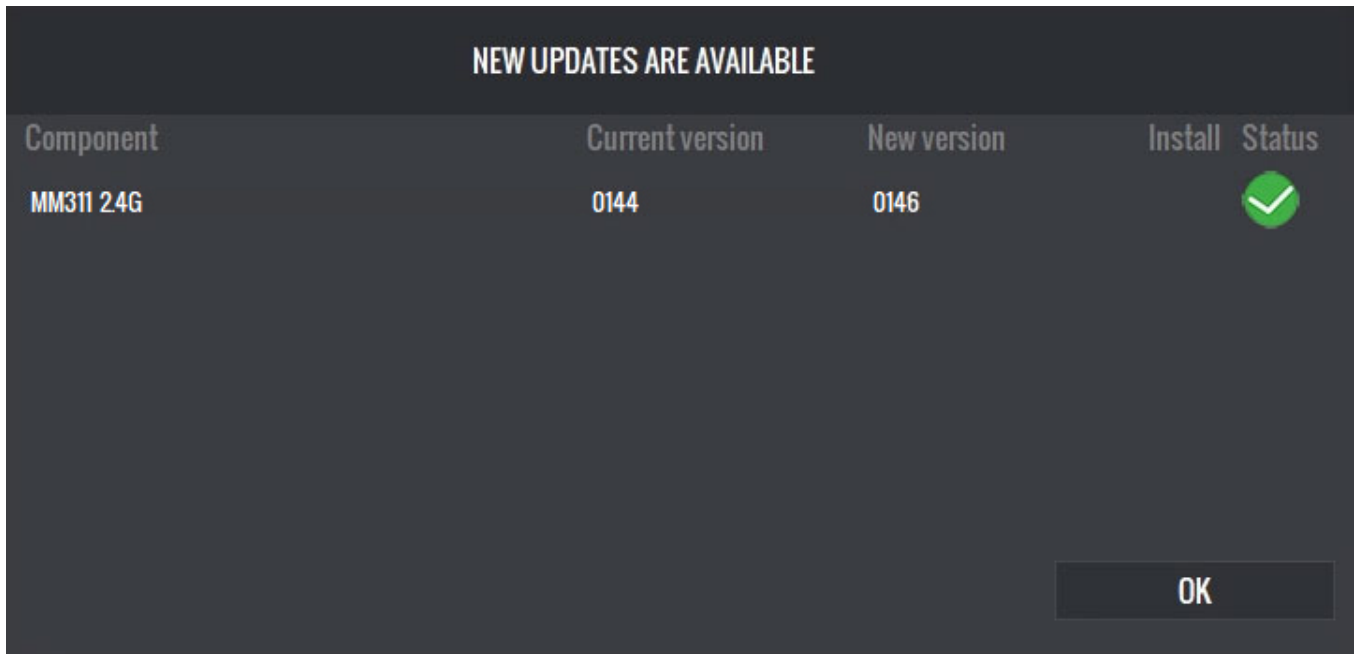 NEW UPDATES ARE AVAILABLE
Component Current version New version Install Status
MM311 2.4G 0144 0146
OK